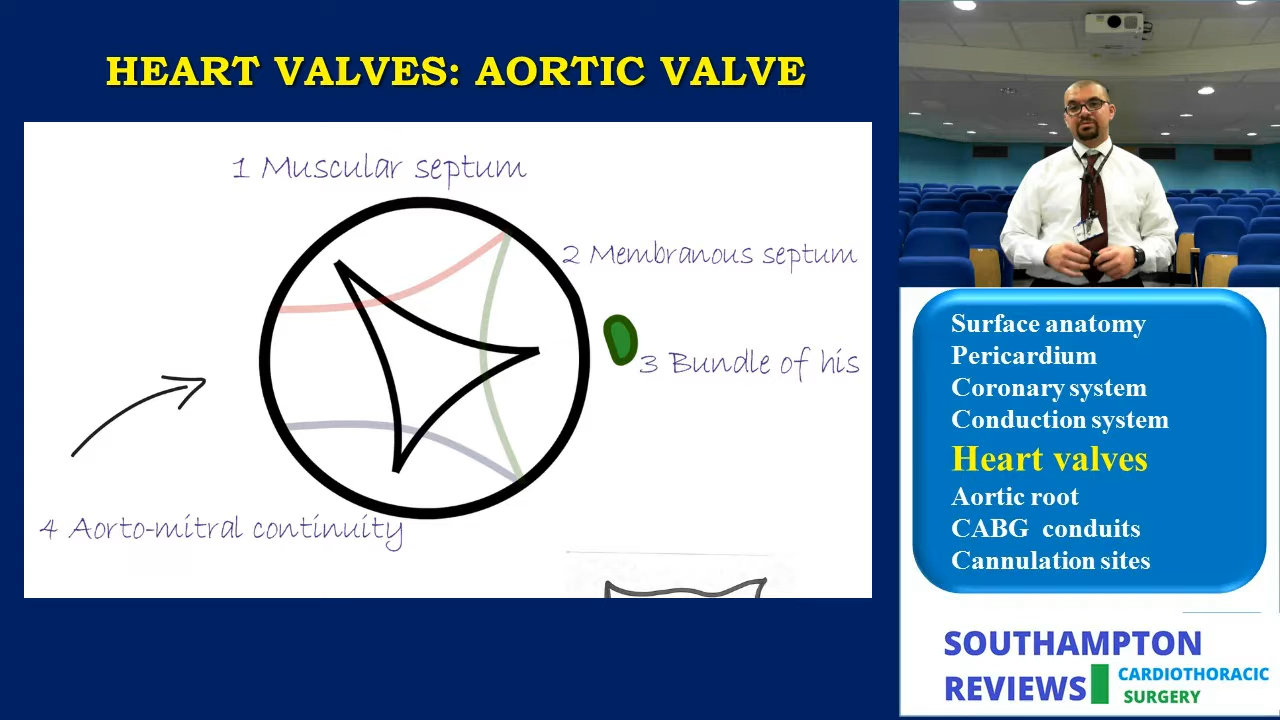 HEART VALVES: AORTIC VALVE
1 Muscular septum
2 Membranous septum
3 Bundle of his
4 Aorto-mitral continuity
Surface anatomy
Pericardium
Coronary system
Conduction system
Heart valves
Aortic root
CABG conduits
Cannulation sites
SOUTHAMPTON
REVIEWS CARDIOTHORACIC
SURGERY